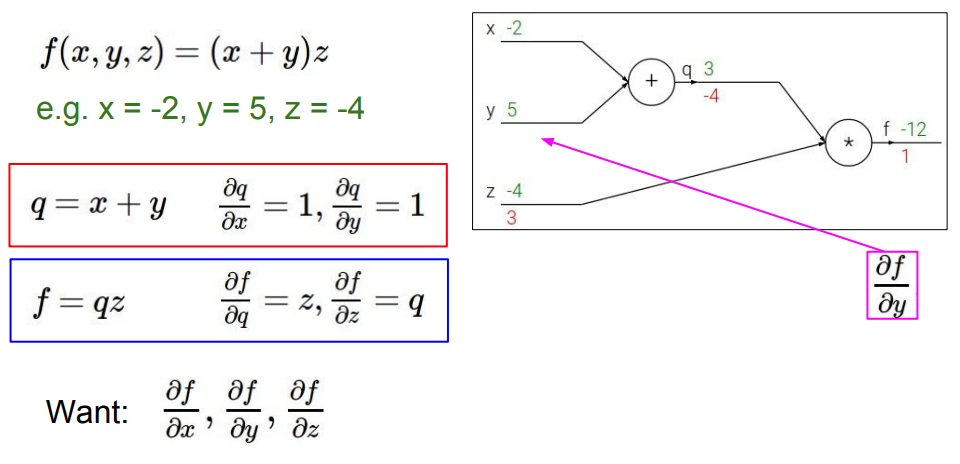 f(x, y, z) = (x + y)z
e.g. x = -2, y = 5, z = -4
q = x + y ∂q/∂x = 1, ∂q/∂y = 1
f = qz ∂f/∂q = z, ∂f/∂z = q
Want: ∂f/∂x, ∂f/∂y, ∂f/∂z
x -2
y 5
z -4
3
+
q 3
-4
*
f -12
1
∂f/∂y